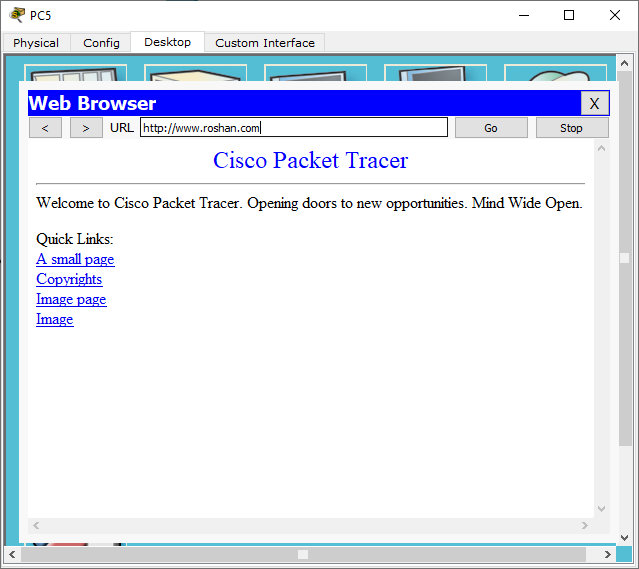 PC5
Physical Config Desktop Custom Interface
Web Browser X
< > URL http://www.roshan.com Go Stop
Cisco Packet Tracer
Welcome to Cisco Packet Tracer. Opening doors to new opportunities. Mind Wide Open.
Quick Links:
A small page
Copyrights
Image page
Image